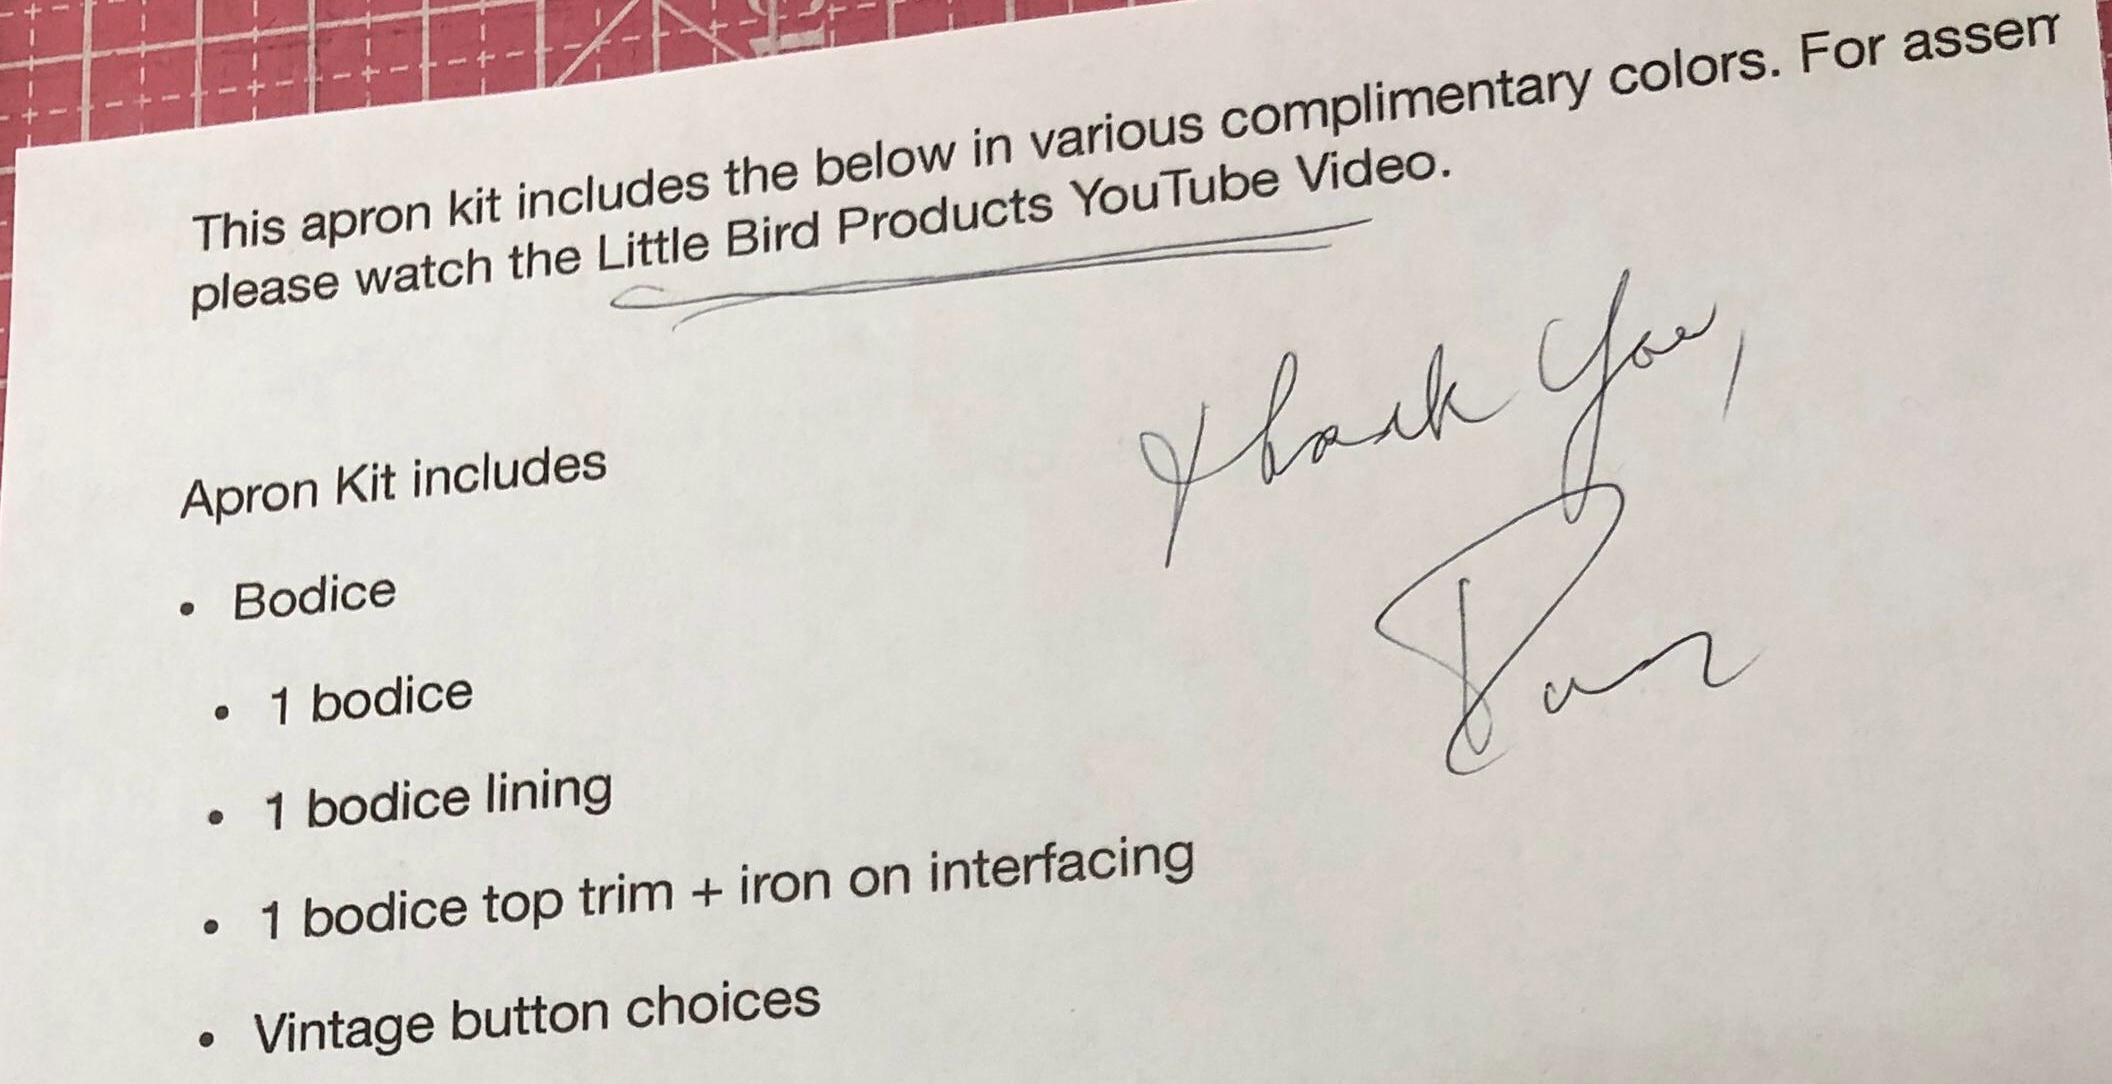 This apron kit includes the below in various complimentary colors. For assem
please watch the Little Bird Products YouTube Video.
Thank You,
Apron Kit includes
• Bodice
• 1 bodice
• 1 bodice lining
• 1 bodice top trim + iron on interfacing
• Vintage button choices